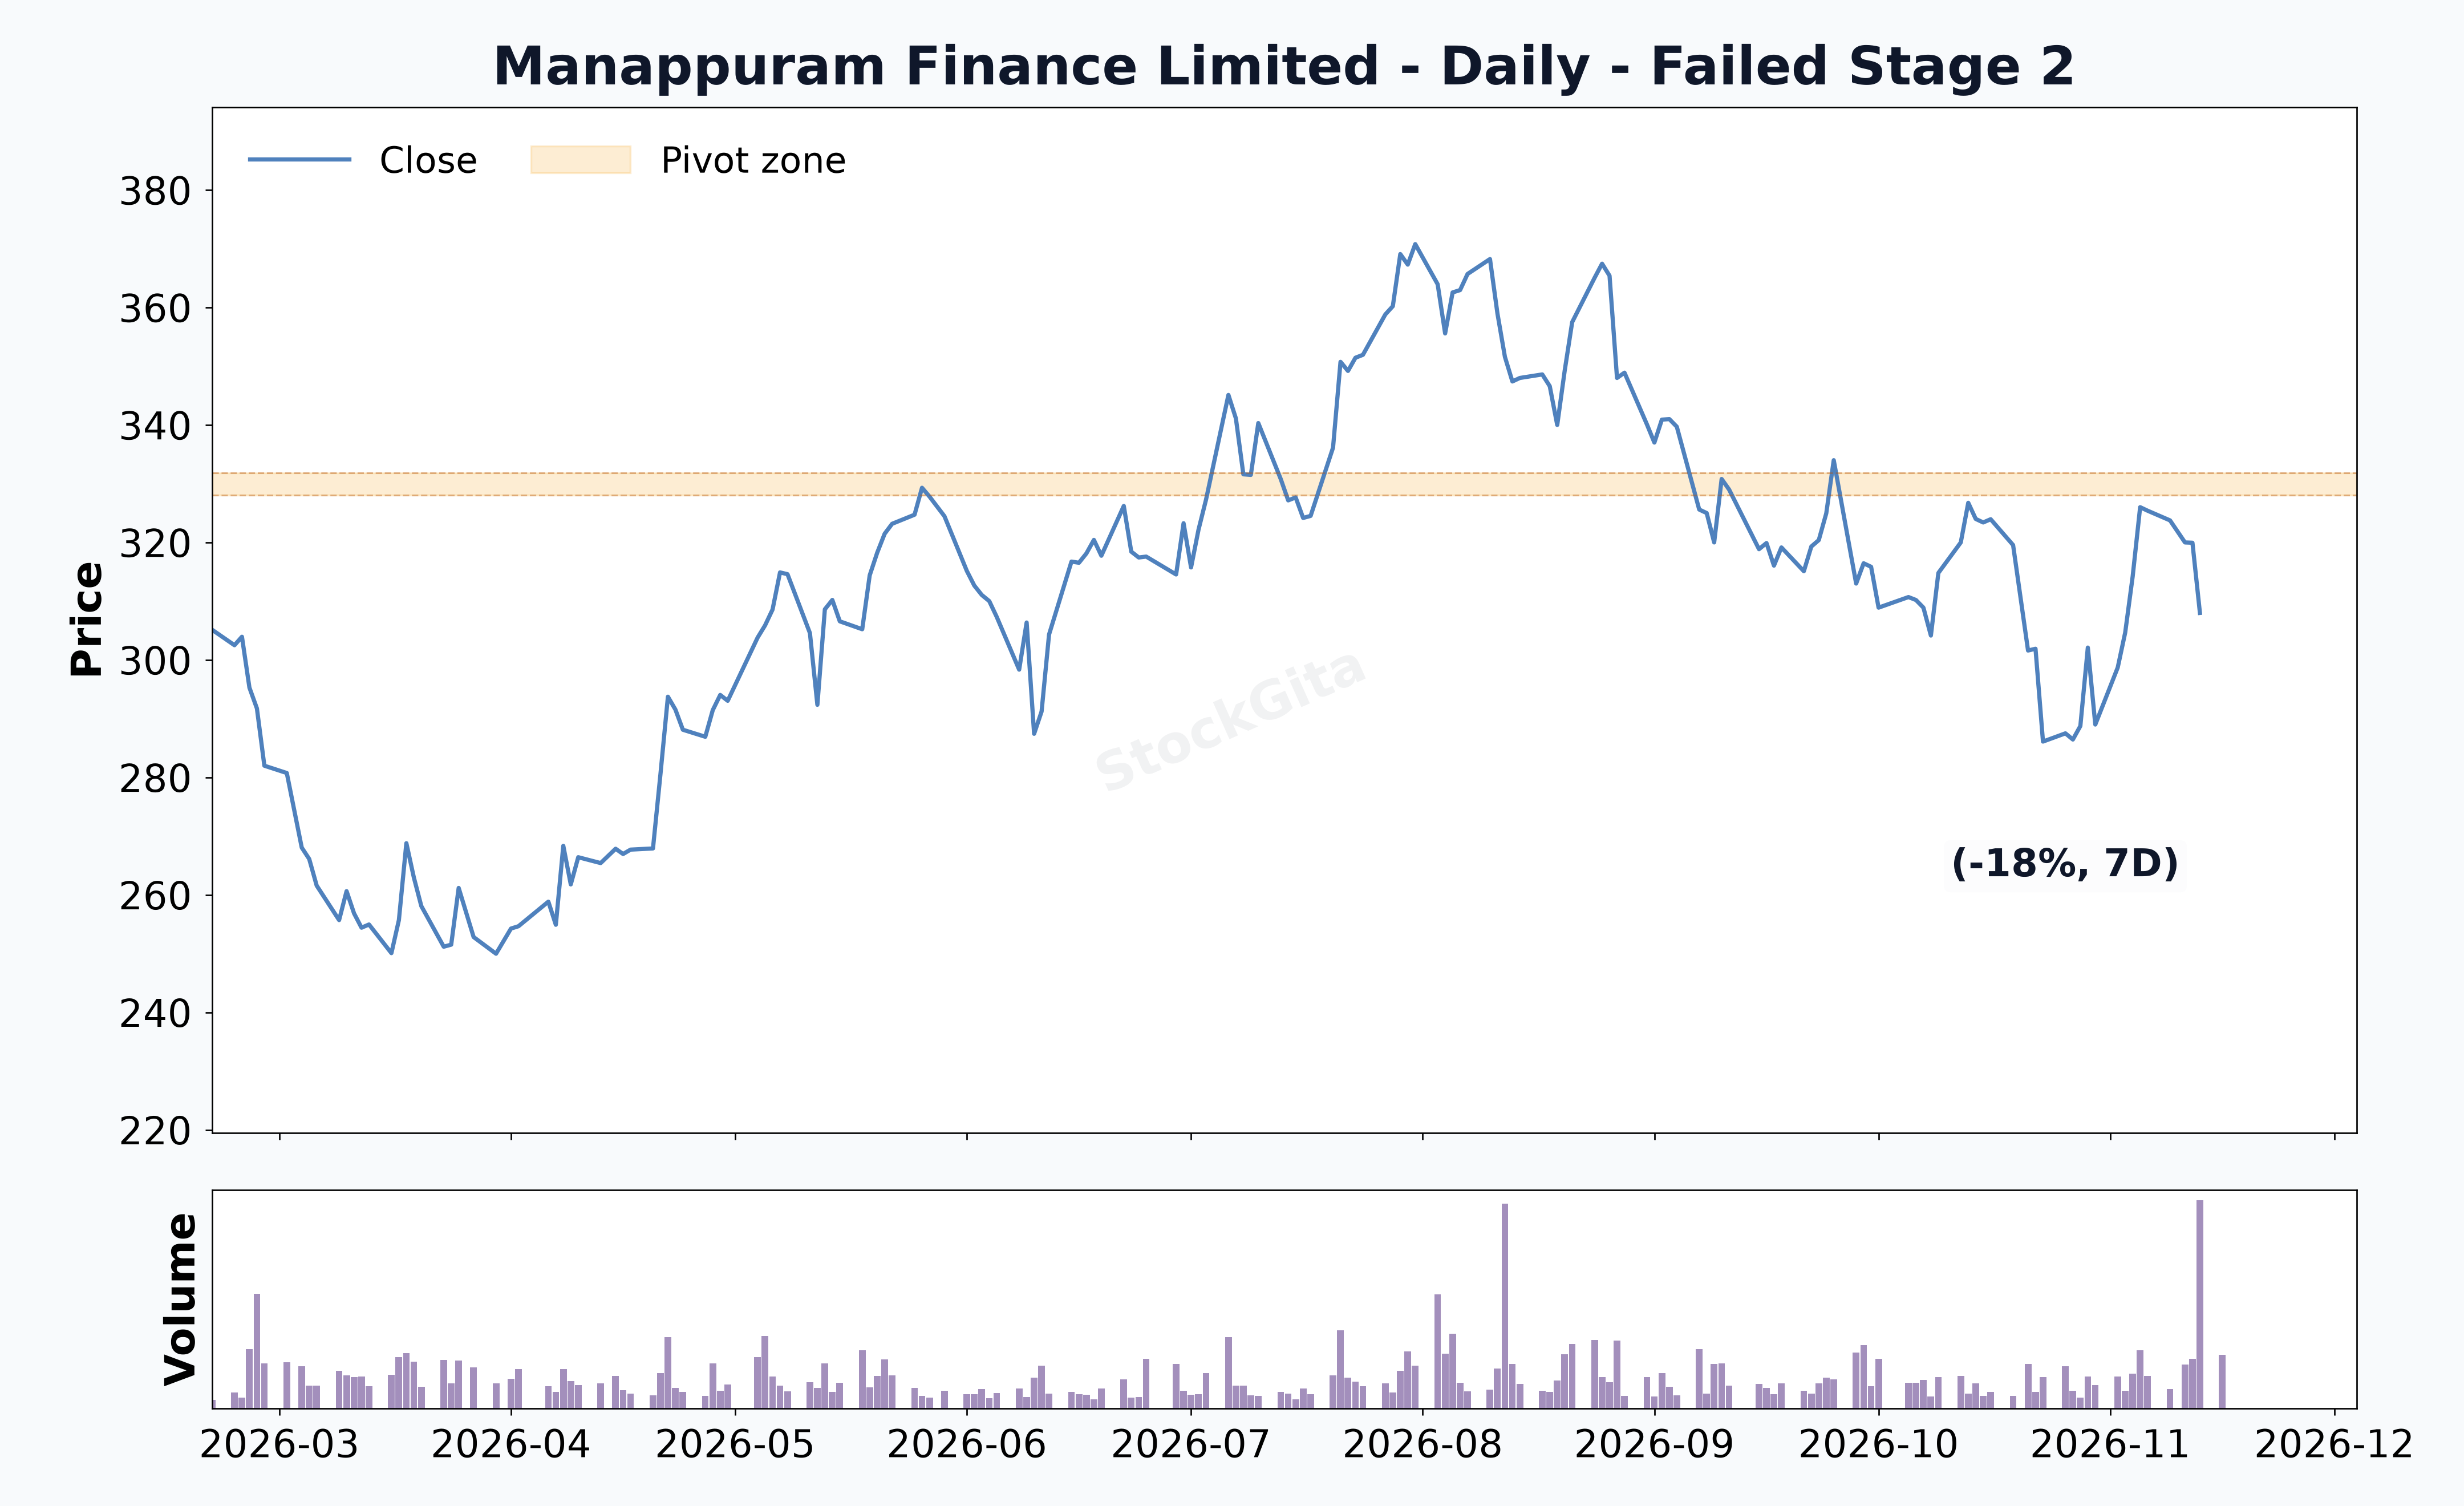 Manappuram Finance Limited - Daily - Failed Stage 2
Close
Pivot zone
380
360
340
320
300
280
260
240
220
Price
StockGita
(-18%, 7D)
Volume
2026-03
2026-04
2026-05
2026-06
2026-07
2026-08
2026-09
2026-10
2026-11
2026-12